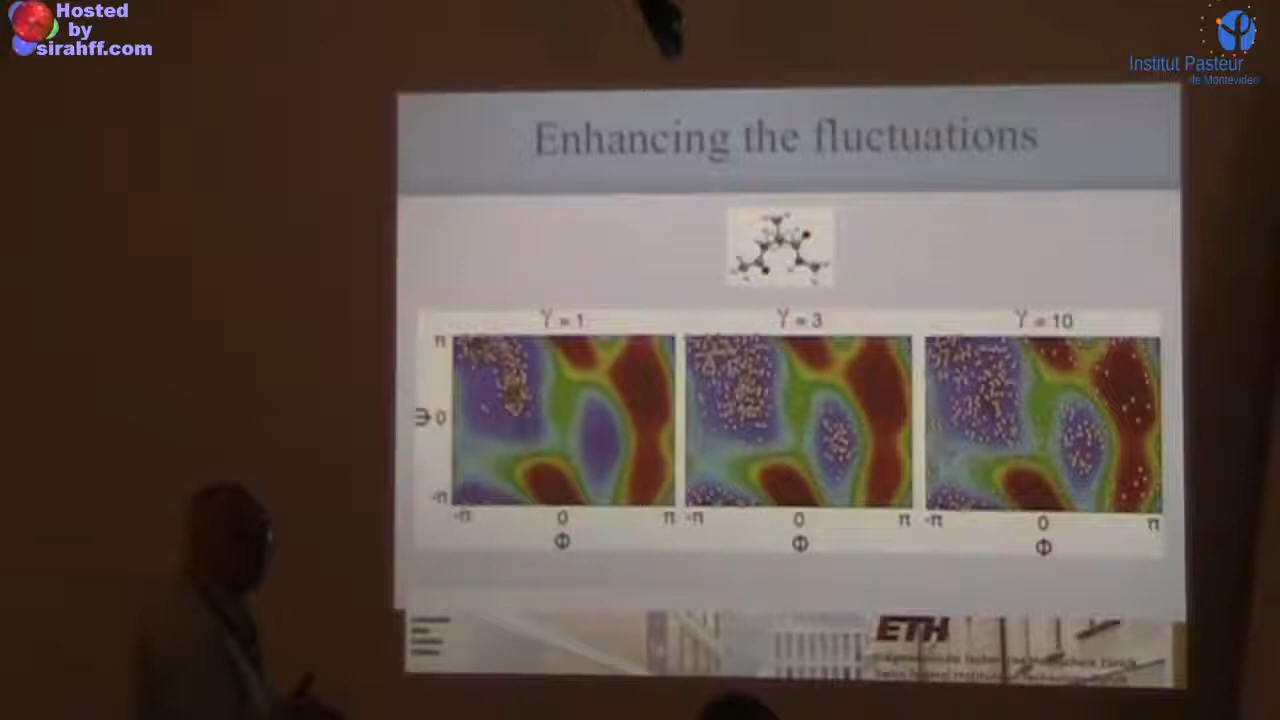 Hosted
by
sirahff.com
Institut Pasteur
de Montevideo
Enhancing the fluctuations
γ = 1
γ = 3
γ = 10
π
Ψ 0
-π
-π 0 π
-π 0 π
-π 0 π
Φ
Φ
Φ
ETH